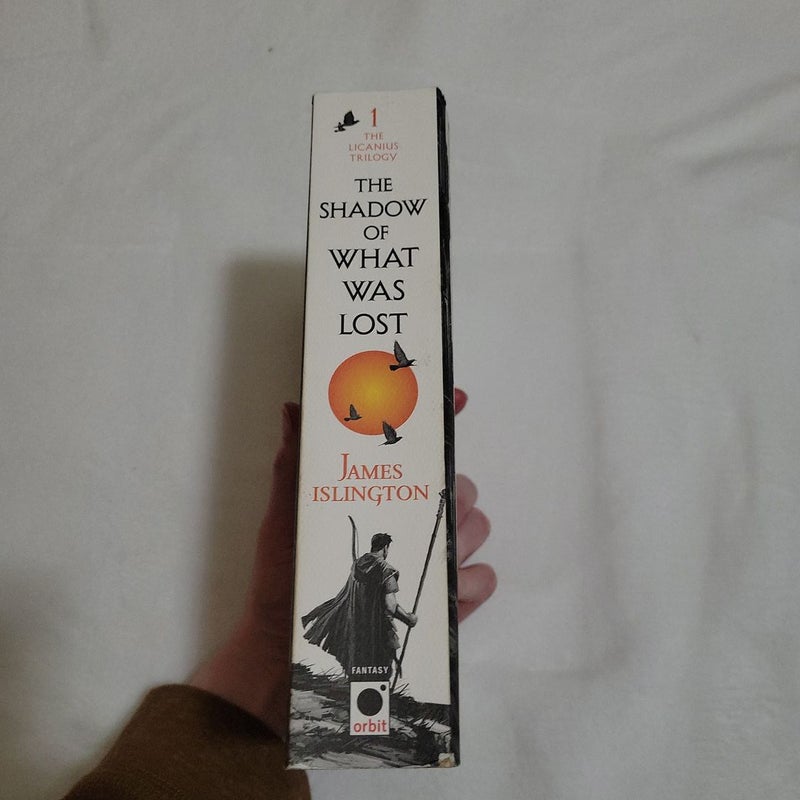 1
THE
LICANIUS
TRILOGY
THE
SHADOW
OF
WHAT
WAS
LOST
JAMES
ISLINGTON
FANTASY
orbit